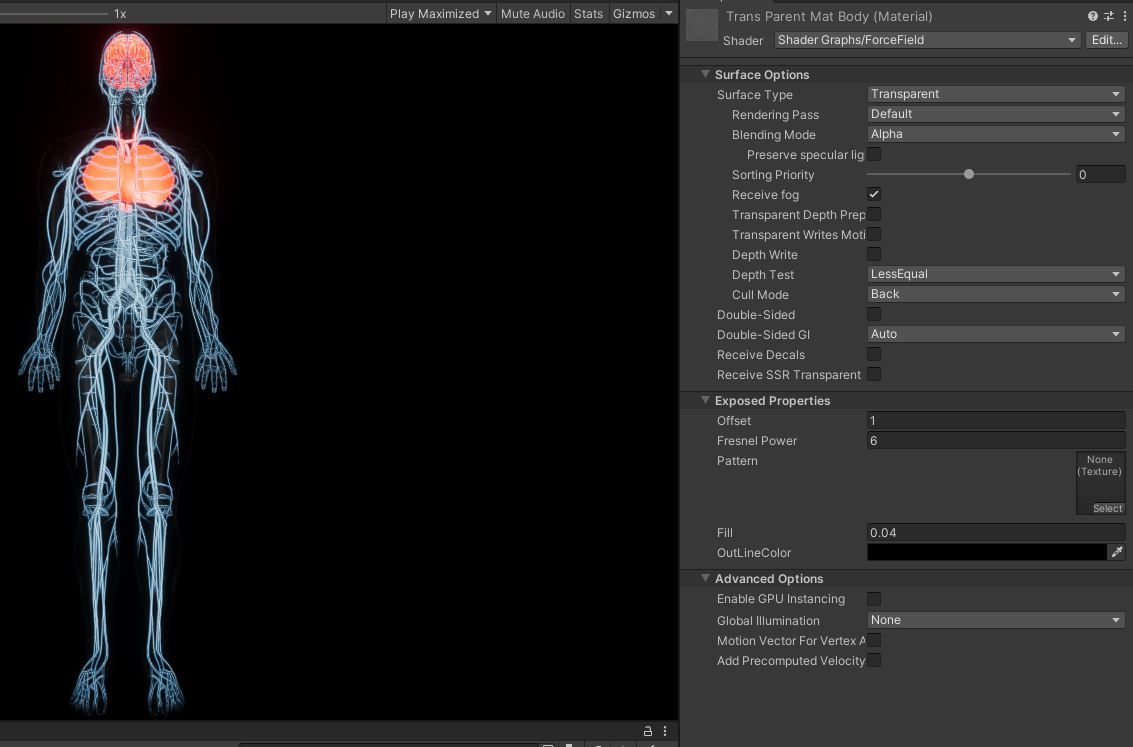 1x Play Maximized Mute Audio Stats Gizmos
Trans Parent Mat Body (Material)
Shader Shader Graphs/ForceField Edit...
Surface Options
Surface Type Transparent
Rendering Pass Default
Blending Mode Alpha
Preserve specular lig
Sorting Priority 0
Receive fog
Transparent Depth Prep
Transparent Writes Moti
Depth Write
Depth Test LessEqual
Cull Mode Back
Double-Sided
Double-Sided GI Auto
Receive Decals
Receive SSR Transparent
Exposed Properties
Offset 1
Fresnel Power 6
Pattern None
(Texture)
Select
Fill 0.04
OutLineColor
Advanced Options
Enable GPU Instancing
Global Illumination None
Motion Vector For Vertex A
Add Precomputed Velocity